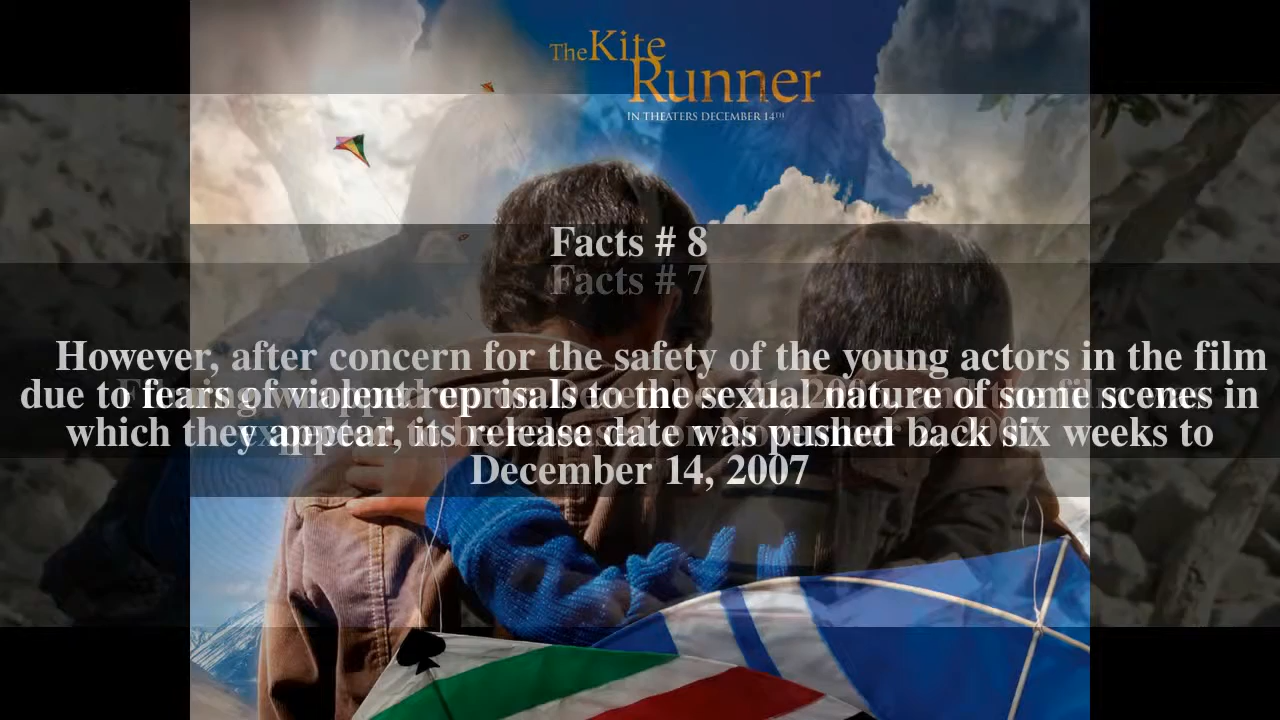 The Kite
Runner
IN THEATERS DECEMBER 14TH
Facts # 8
Facts # 7
However, after concern for the safety of the young actors in the film
due to fears of violent reprisals to the sexual nature of some scenes in
which they appear, its release date was pushed back six weeks to
December 14, 2007